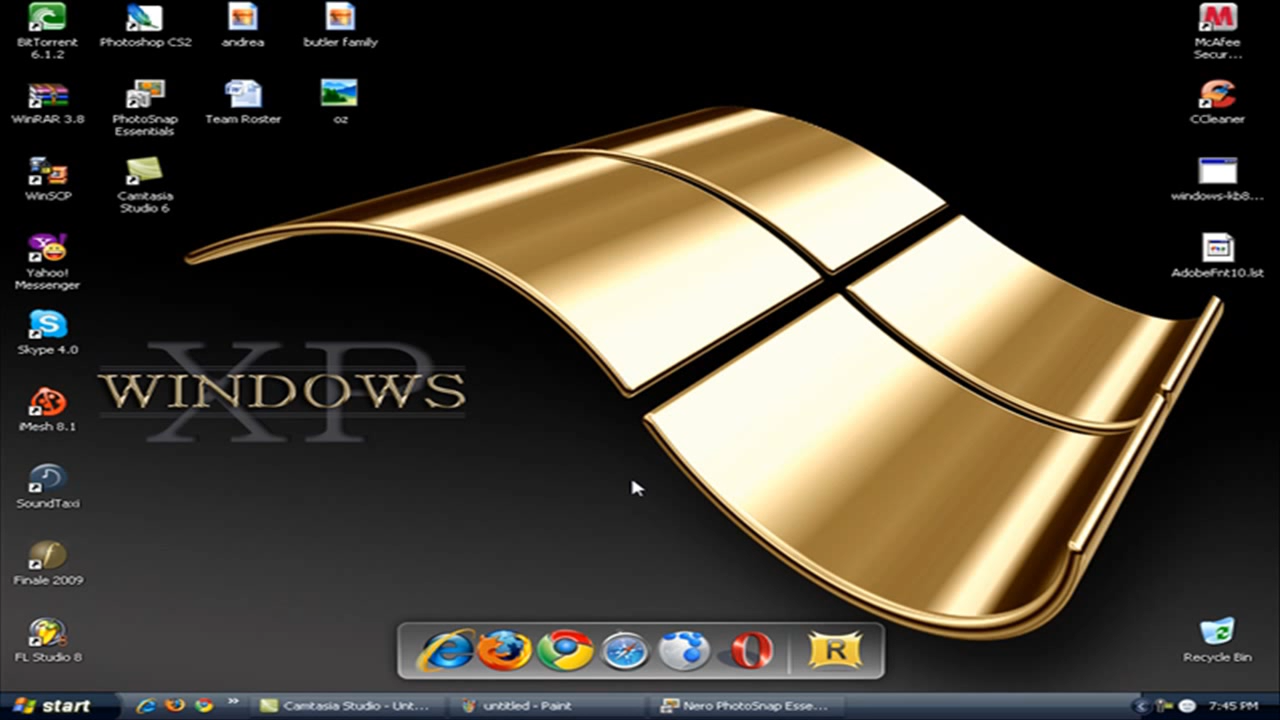 BitTorrent
6.1.2
Photoshop CS2
andrea
butler family
McAfee
Secur...
WinRAR 3.8
PhotoSnap
Essentials
Team Roster
oz
CCleaner
WinSCP
Camtasia
Studio 6
windows-kb8...
Yahoo!
Messenger
AdobeFnt10.lst
Skype 4.0
XP
WINDOWS
iMesh 8.1
SoundTaxi
Finale 2009
FL Studio 8
R
Recycle Bin
start
Camtasia Studio - Unt...
untitled - Paint
Nero PhotoSnap Esse...
7:45 PM